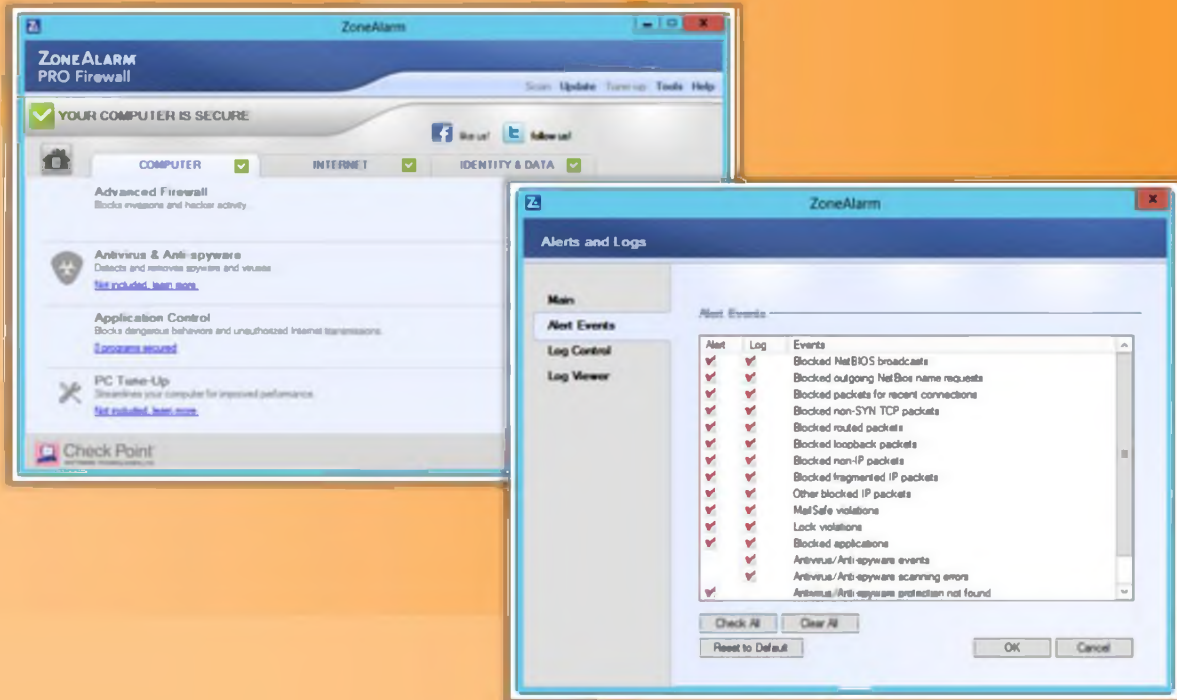 ZoneAlarm
ZONEALARM
PRO Firewall
Scan Update Tune-up Tools Help
YOUR COMPUTER IS SECURE
like us! follow us!
COMPUTER INTERNET IDENTITY & DATA
Advanced Firewall
Blocks invasions and hacker activity.
Antivirus & Anti-spyware
Detects and removes spyware and viruses
Not included, learn more.
Application Control
Blocks dangerous behaviors and unauthorized Internet transmissions.
0 programs secured
PC Tune-Up
Streamlines your computer for improved performance.
Not included, learn more.
Check Point
SOFTWARE TECHNOLOGIES LTD.
ZoneAlarm
Alerts and Logs
Main
Alert Events
Log Control
Log Viewer
Alert Events
Alert Log Events
Blocked NetBIOS broadcasts
Blocked outgoing NetBios name requests
Blocked packets for recent connections
Blocked non-SYN TCP packets
Blocked routed packets
Blocked loopback packets
Blocked non-IP packets
Blocked fragmented IP packets
Other blocked IP packets
MailSafe violations
Lock violations
Blocked applications
Antivirus/Anti-spyware events
Antivirus/Anti-spyware scanning errors
Antivirus/Anti-spyware protection not found
Check All Clear All
Reset to Default OK Cancel